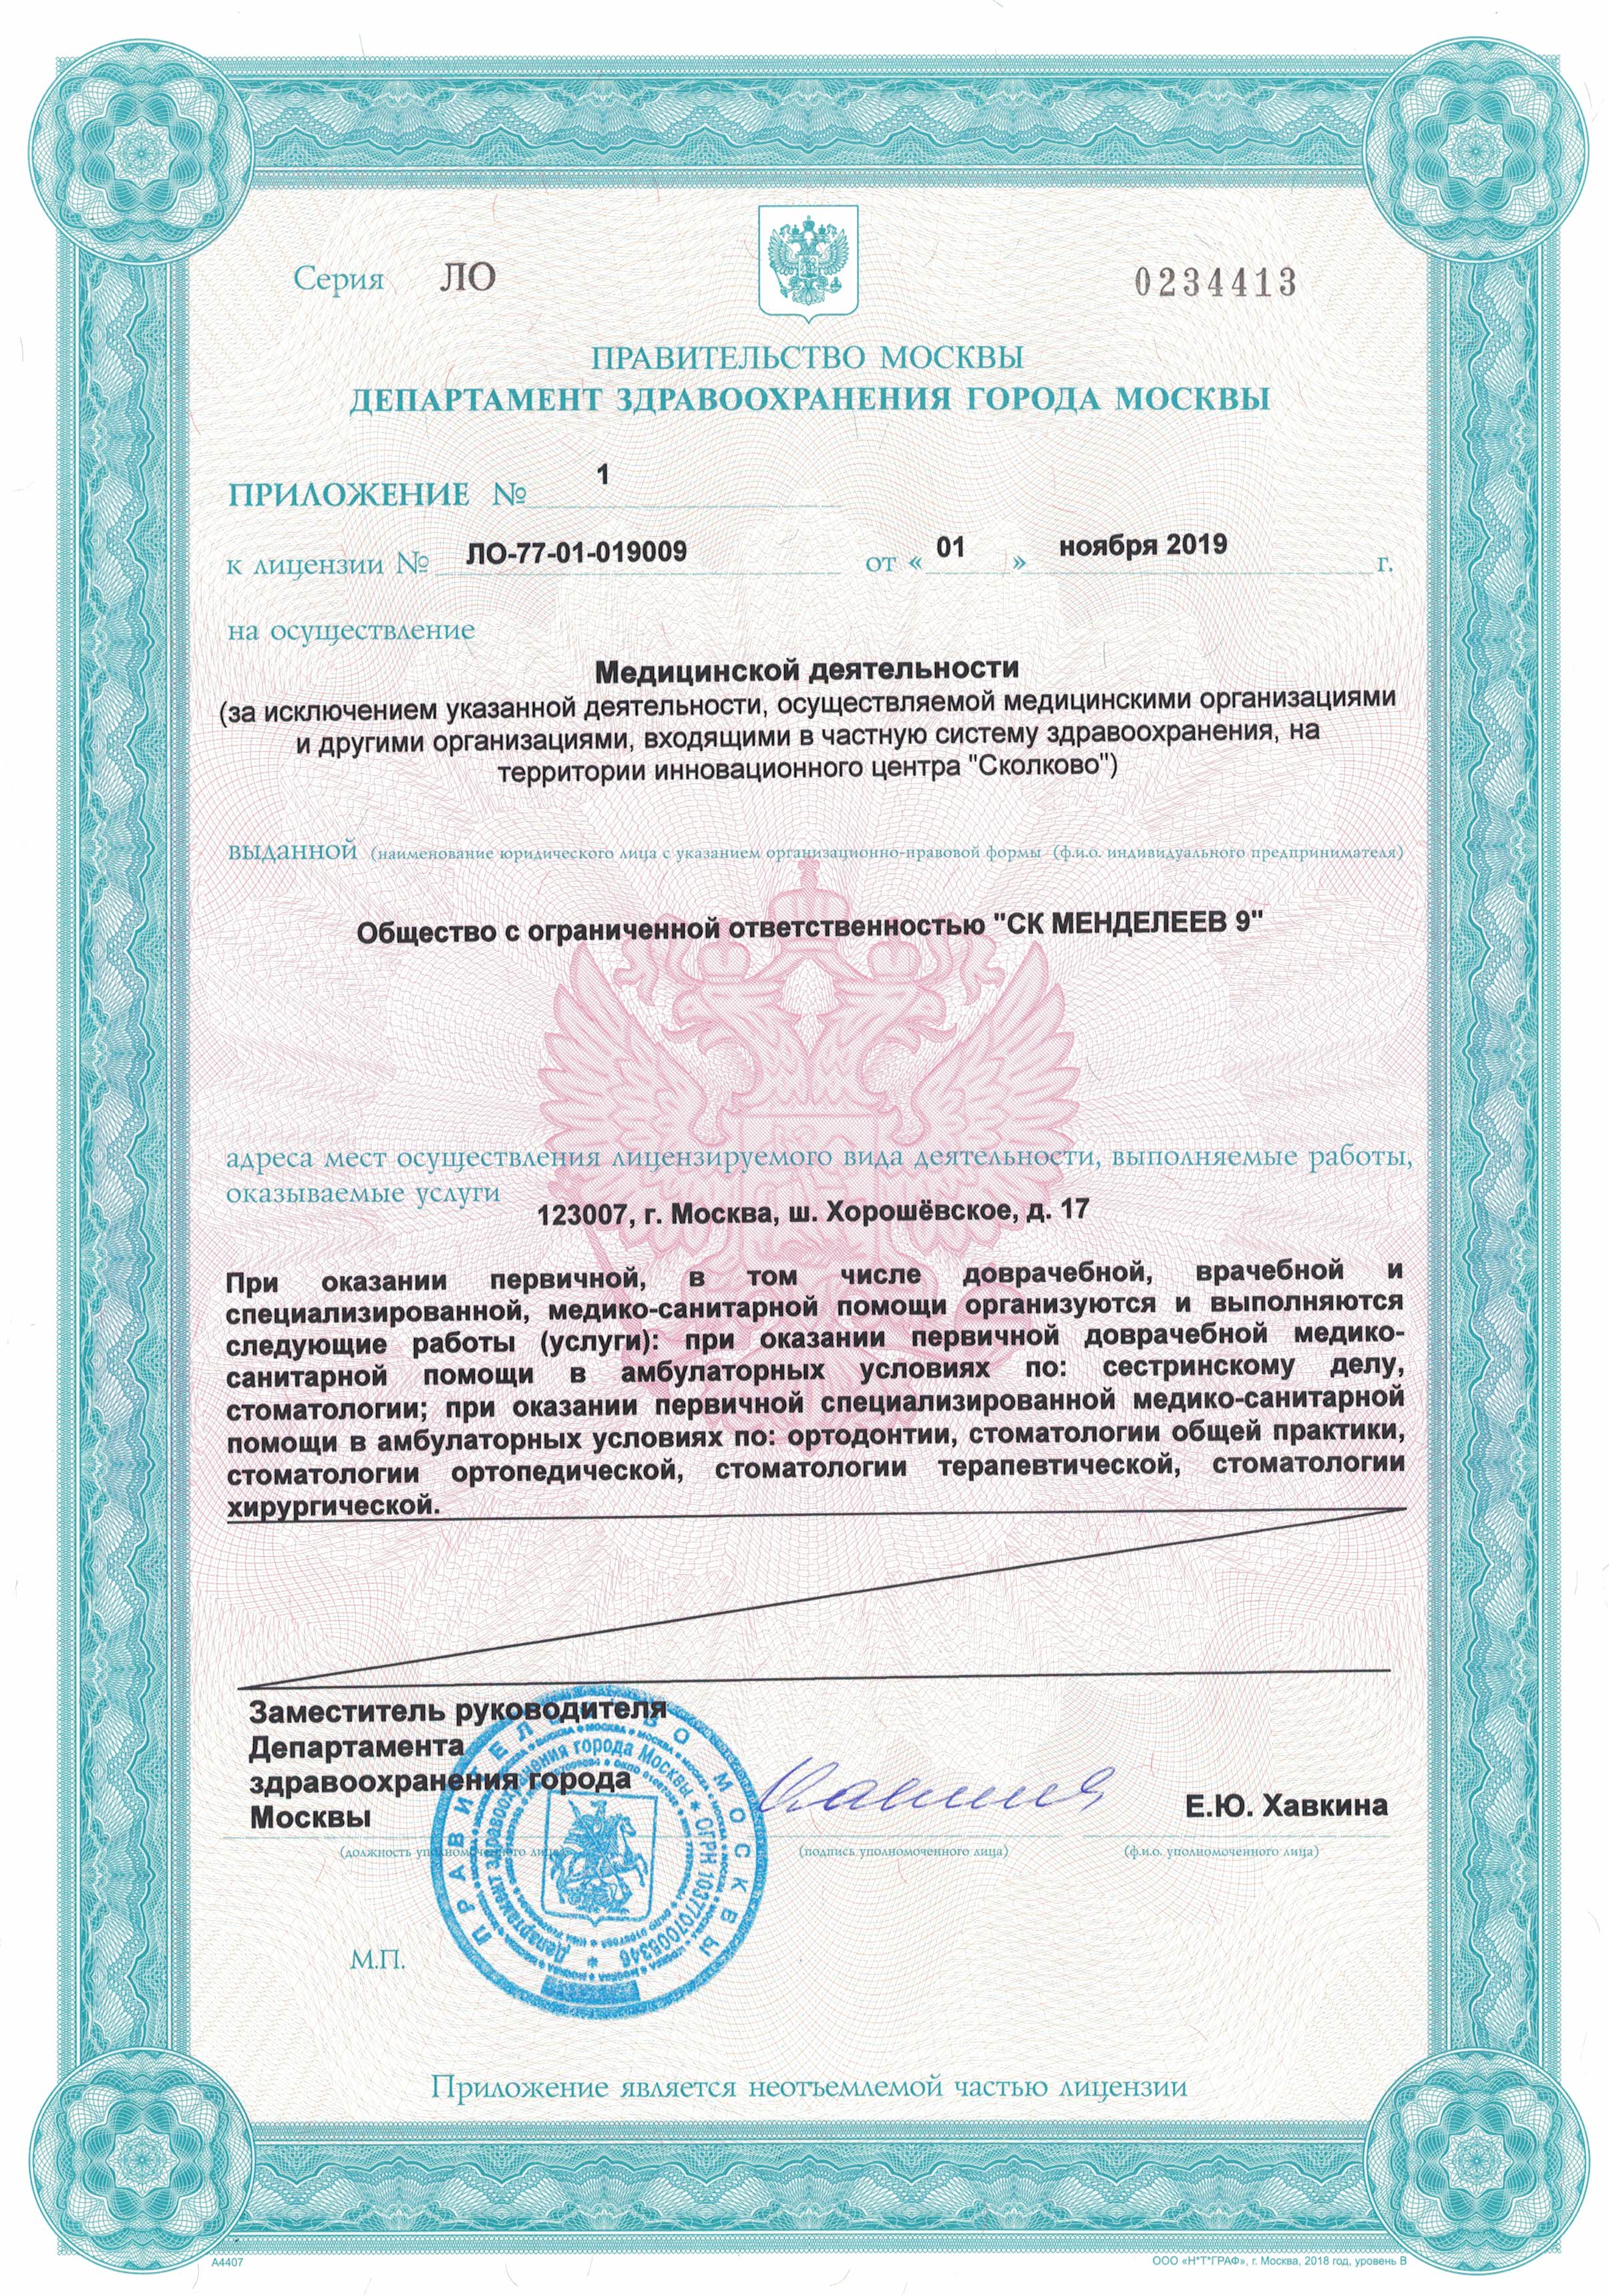 Серия ЛО 0234413
ПРАВИТЕЛЬСТВО МОСКВЫ
ДЕПАРТАМЕНТ ЗДРАВООХРАНЕНИЯ ГОРОДА МОСКВЫ
ПРИЛОЖЕНИЕ № 1
к лицензии № ЛО-77-01-019009 от « 01 » ноября 2019 г.
на осуществление
Медицинской деятельности
(за исключением указанной деятельности, осуществляемой медицинскими организациями
и другими организациями, входящими в частную систему здравоохранения, на
территории инновационного центра "Сколково")
выданной (наименование юридического лица с указанием организационно-правовой формы (ф.и.о. индивидуального предпринимателя)
Общество с ограниченной ответственностью "СК МЕНДЕЛЕЕВ 9"
адреса мест осуществления лицензируемого вида деятельности, выполняемые работы,
оказываемые услуги
123007, г. Москва, ш. Хорошёвское, д. 17
При оказании первичной, в том числе доврачебной, врачебной и
специализированной, медико-санитарной помощи организуются и выполняются
следующие работы (услуги): при оказании первичной доврачебной медико-
санитарной помощи в амбулаторных условиях по: сестринскому делу,
стоматологии; при оказании первичной специализированной медико-санитарной
помощи в амбулаторных условиях по: ортодонтии, стоматологии общей практики,
стоматологии ортопедической, стоматологии терапевтической, стоматологии
хирургической.
Заместитель руководителя
Департамента
здравоохранения города
Москвы
Е.Ю. Хавкина
(должность уполномоченного лица) (подпись уполномоченного лица) (ф.и.о. уполномоченного лица)
ПРАВИТЕЛЬСТВО МОСКВЫ
Департамент здравоохранения города Москвы * ОГРН 1037707005346 *
М.П.
Приложение является неотъемлемой частью лицензии
А4407
ООО «Н*Т*ГРАФ», г. Москва, 2018 год, уровень В